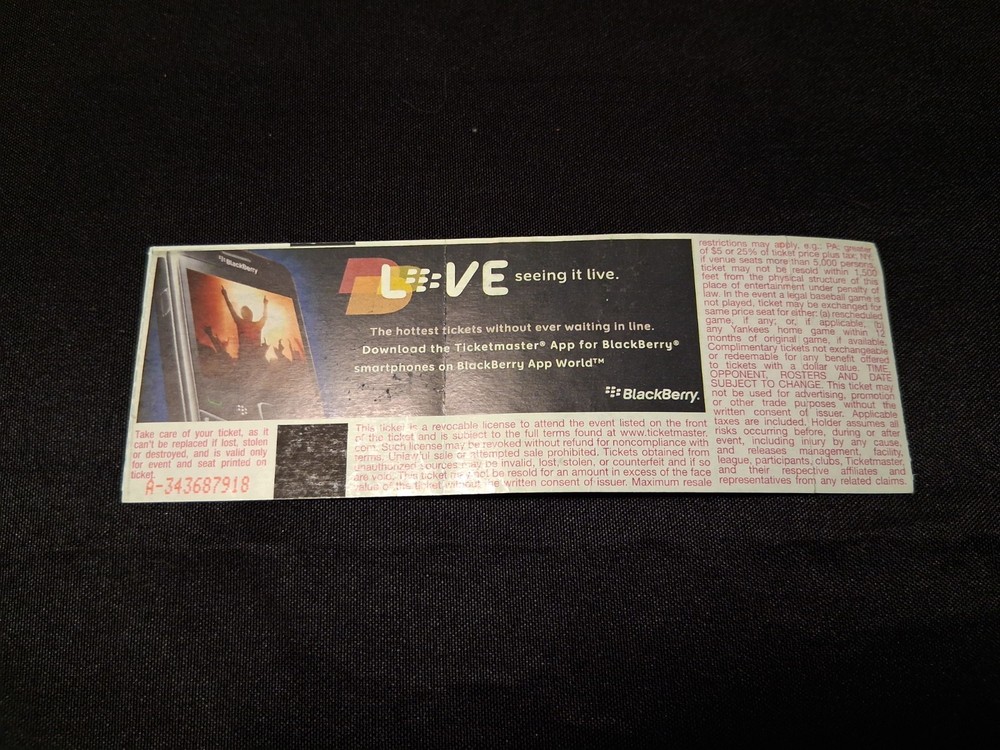 BlackBerry
LOVE seeing it live.
The hottest tickets without ever waiting in line.
Download the Ticketmaster® App for BlackBerry®
smartphones on BlackBerry App World™
BlackBerry.
Take care of your ticket, as it
can't be replaced if lost, stolen
or destroyed, and is valid only
for event and seat printed on
ticket.
A-343687918
This ticket is a revocable license to attend the event listed on the front
of the ticket and is subject to the full terms found at www.ticketmaster.
com. Such license may be revoked without refund for noncompliance with
terms. Unlawful sale or attempted sale prohibited. Tickets obtained from
unauthorized sources may be invalid, lost, stolen, or counterfeit and if so
are void. This ticket may not be resold for an amount in excess of the face
value of this ticket without the written consent of issuer. Maximum resale
restrictions may apply, e.g.: PA: greater
of $5 or 25% of ticket price plus tax; NY,
if venue seats more than 5,000 persons,
ticket may not be resold within 1,500
feet from the physical structure of this
place of entertainment under penalty of
law. In the event a legal baseball game is
not played, ticket may be exchanged for
same price seat for either: (a) rescheduled
game, if any; or, if applicable, (b)
any Yankees home game within 12
months of original game, if available.
Complimentary tickets not exchangeable
or redeemable for any benefit offered
to tickets with a dollar value. TIME,
OPPONENT, ROSTERS AND DATE
SUBJECT TO CHANGE. This ticket may
not be used for advertising, promotion
or other trade purposes without the
written consent of issuer. Applicable
taxes are included. Holder assumes all
risks occurring before, during or after
event, including injury by any cause,
and releases management, facility,
league, participants, clubs, Ticketmaster,
and their respective affiliates and
representatives from any related claims.